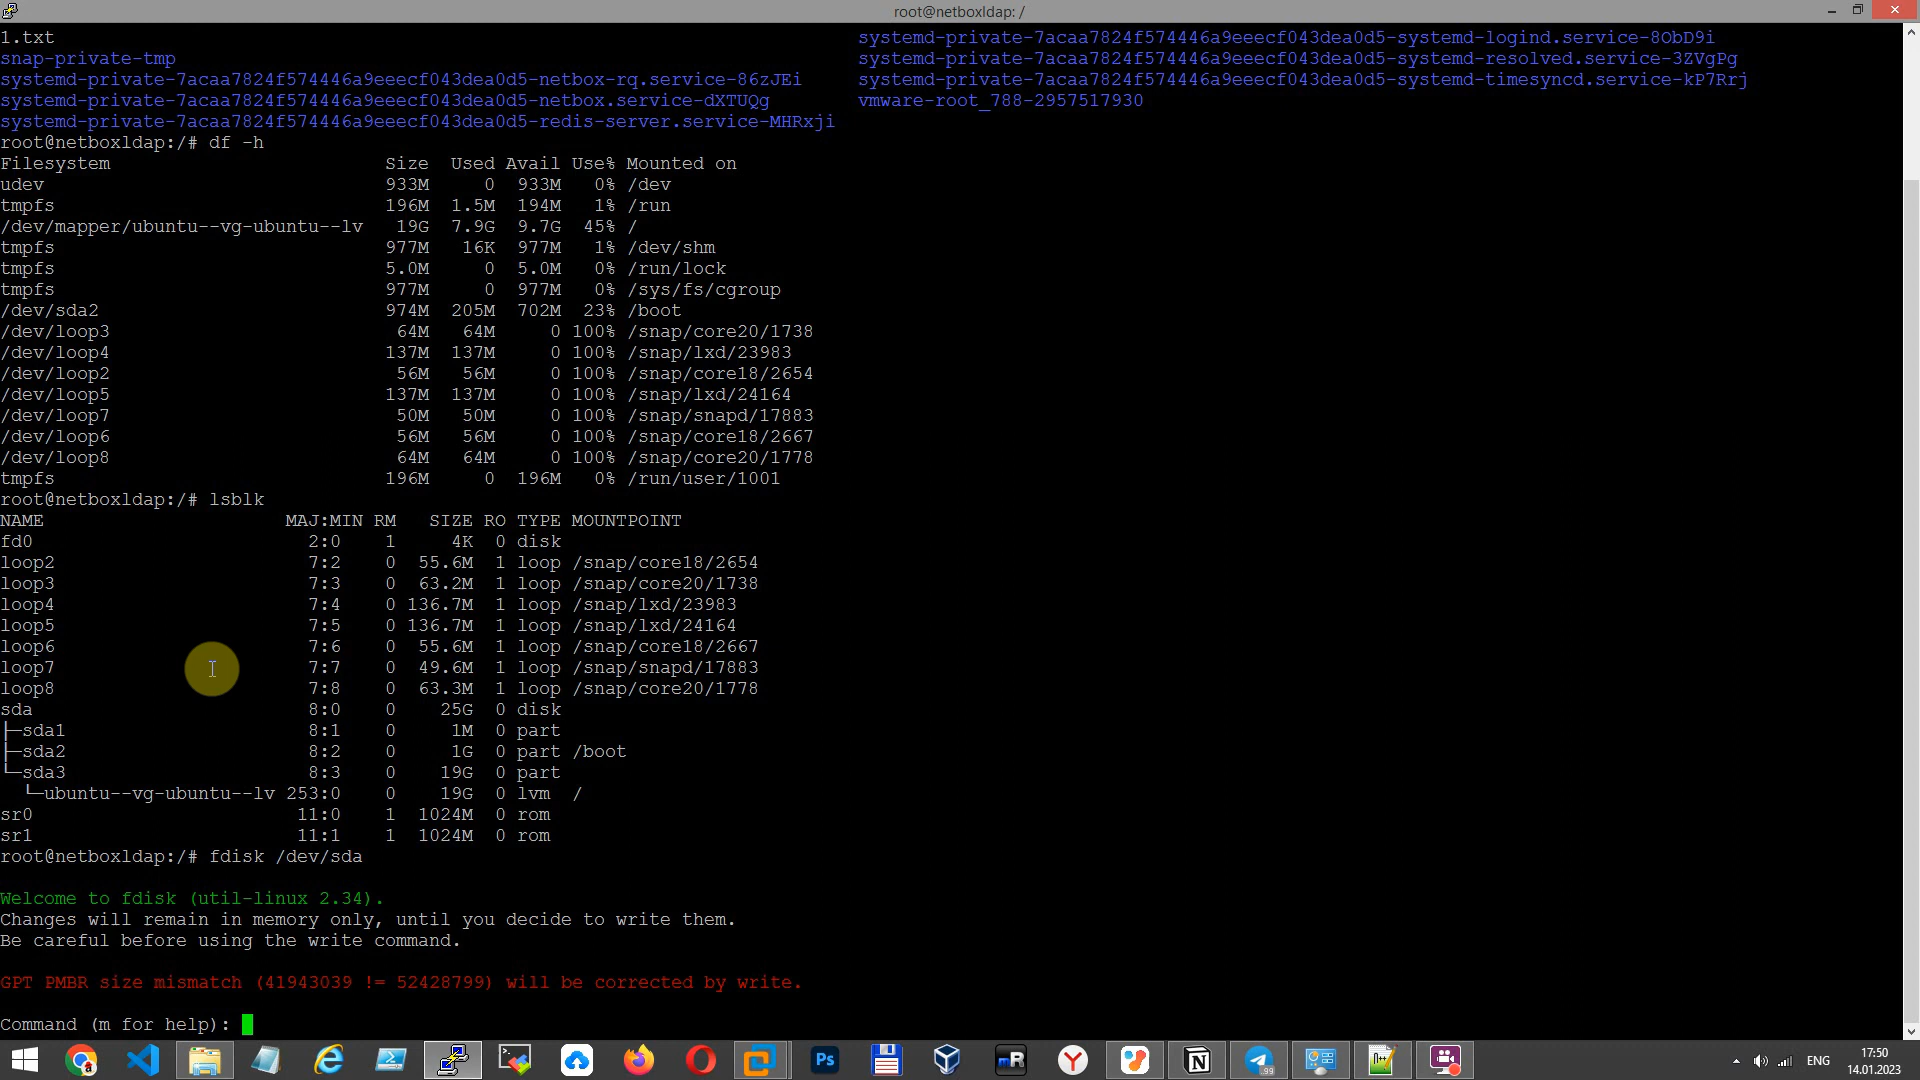 root@netboxldap: /
1.txt systemd-private-7acaa7824f574446a9eeecf043dea0d5-systemd-logind.service-8ObD9i
snap-private-tmp systemd-private-7acaa7824f574446a9eeecf043dea0d5-systemd-resolved.service-3ZVgPg
systemd-private-7acaa7824f574446a9eeecf043dea0d5-netbox-rq.service-86zJEi systemd-private-7acaa7824f574446a9eeecf043dea0d5-systemd-timesyncd.service-kP7Rrj
systemd-private-7acaa7824f574446a9eeecf043dea0d5-netbox.service-dXTUQg vmware-root_788-2957517930
systemd-private-7acaa7824f574446a9eeecf043dea0d5-redis-server.service-MHRxji
root@netboxldap:/# df -h
Filesystem Size Used Avail Use% Mounted on
udev 933M 0 933M 0% /dev
tmpfs 196M 1.5M 194M 1% /run
/dev/mapper/ubuntu--vg-ubuntu--lv 19G 7.9G 9.7G 45% /
tmpfs 977M 16K 977M 1% /dev/shm
tmpfs 5.0M 0 5.0M 0% /run/lock
tmpfs 977M 0 977M 0% /sys/fs/cgroup
/dev/sda2 974M 205M 702M 23% /boot
/dev/loop3 64M 64M 0 100% /snap/core20/1738
/dev/loop4 137M 137M 0 100% /snap/lxd/23983
/dev/loop2 56M 56M 0 100% /snap/core18/2654
/dev/loop5 137M 137M 0 100% /snap/lxd/24164
/dev/loop7 50M 50M 0 100% /snap/snapd/17883
/dev/loop6 56M 56M 0 100% /snap/core18/2667
/dev/loop8 64M 64M 0 100% /snap/core20/1778
tmpfs 196M 0 196M 0% /run/user/1001
root@netboxldap:/# lsblk
NAME MAJ:MIN RM SIZE RO TYPE MOUNTPOINT
fd0 2:0 1 4K 0 disk
loop2 7:2 0 55.6M 1 loop /snap/core18/2654
loop3 7:3 0 63.2M 1 loop /snap/core20/1738
loop4 7:4 0 136.7M 1 loop /snap/lxd/23983
loop5 7:5 0 136.7M 1 loop /snap/lxd/24164
loop6 7:6 0 55.6M 1 loop /snap/core18/2667
loop7 7:7 0 49.6M 1 loop /snap/snapd/17883
loop8 7:8 0 63.3M 1 loop /snap/core20/1778
sda 8:0 0 25G 0 disk
├─sda1 8:1 0 1M 0 part
├─sda2 8:2 0 1G 0 part /boot
└─sda3 8:3 0 19G 0 part
└─ubuntu--vg-ubuntu--lv 253:0 0 19G 0 lvm /
sr0 11:0 1 1024M 0 rom
sr1 11:1 1 1024M 0 rom
root@netboxldap:/# fdisk /dev/sda
Welcome to fdisk (util-linux 2.34).
Changes will remain in memory only, until you decide to write them.
Be careful before using the write command.
GPT PMBR size mismatch (41943039 != 52428799) will be corrected by write.
Command (m for help):
Ps
mR
Y
N
99
ENG
17:50
14.01.2023